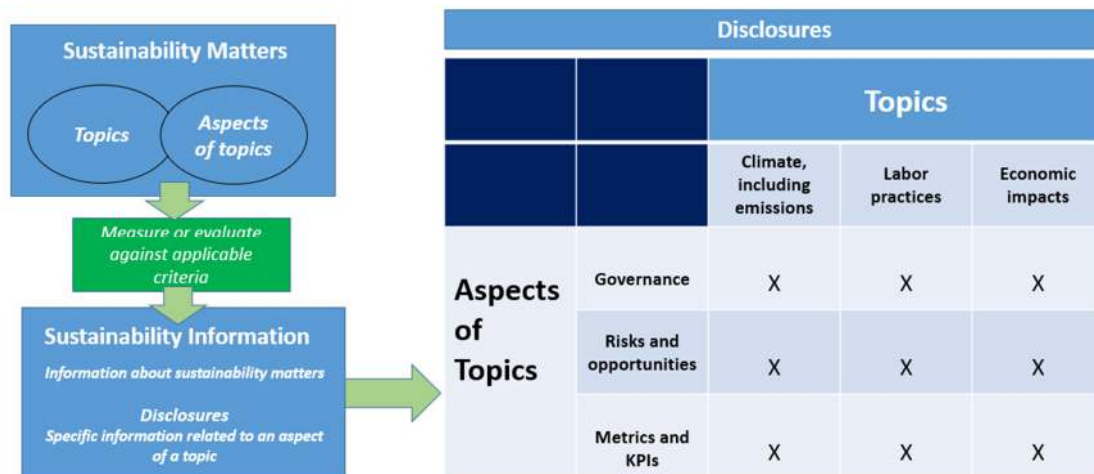 Sustainability Matters
Topics
Aspects
of topics
Measure or evaluate
against applicable
criteria
Sustainability Information
Information about sustainability matters
Disclosures
Specific information related to an aspect
of a topic
Disclosures
Topics
Climate,
including
emissions
Labor
practices
Economic
impacts
Aspects
of
Topics
Governance
X
X
X
Risks and
opportunities
X
X
X
Metrics and
KPIs
X
X
X